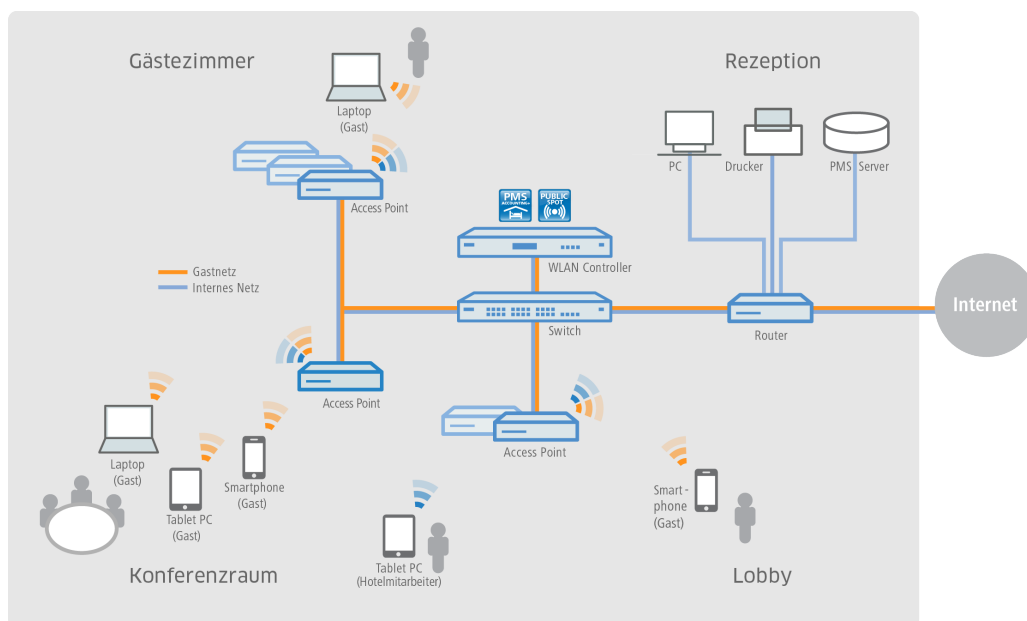 Gästezimmer
Rezeption
Laptop
(Gast)
PC
Drucker
PMS Server
Access Point
PMS
ACCOUNTING+
PUBLIC
SPOT
WLAN Controller
Gastnetz
Internes Netz
Internet
Switch
Router
Access Point
Access Point
Laptop
(Gast)
Smartphone
(Gast)
Tablet PC
(Gast)
Smart-
phone
(Gast)
Tablet PC
(Hotelmitarbeiter)
Konferenzraum
Lobby